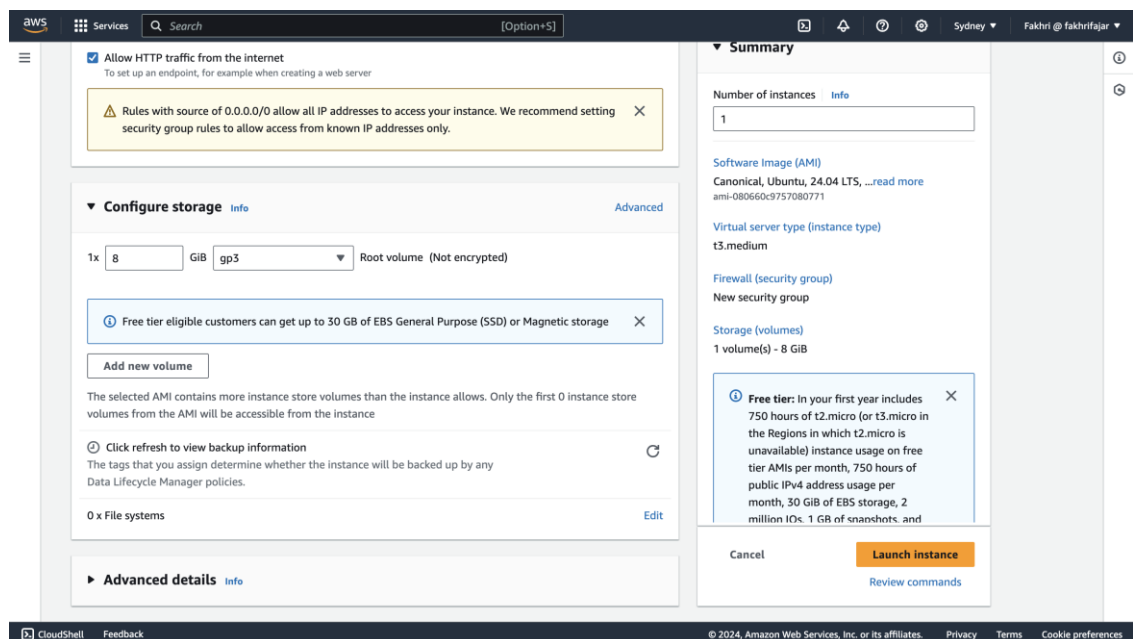 aws
Services
Search
[Option+S]
Sydney
Fakhri @ fakhrifajar
Allow HTTP traffic from the internet
To set up an endpoint, for example when creating a web server
Rules with source of 0.0.0.0/0 allow all IP addresses to access your instance. We recommend setting
security group rules to allow access from known IP addresses only.
Configure storage Info
Advanced
1x 8 GiB gp3 Root volume (Not encrypted)
Free tier eligible customers can get up to 30 GB of EBS General Purpose (SSD) or Magnetic storage
Add new volume
The selected AMI contains more instance store volumes than the instance allows. Only the first 0 instance store
volumes from the AMI will be accessible from the instance
Click refresh to view backup information
The tags that you assign determine whether the instance will be backed up by any
Data Lifecycle Manager policies.
0 x File systems
Edit
Advanced details Info
Summary
Number of instances Info
1
Software Image (AMI)
Canonical, Ubuntu, 24.04 LTS, ...read more
ami-080660c9757080771
Virtual server type (instance type)
t3.medium
Firewall (security group)
New security group
Storage (volumes)
1 volume(s) - 8 GiB
Free tier: In your first year includes
750 hours of t2.micro (or t3.micro in
the Regions in which t2.micro is
unavailable) instance usage on free
tier AMIs per month, 750 hours of
public IPv4 address usage per
month, 30 GiB of EBS storage, 2
million IOs, 1 GB of snapshots, and
Cancel
Launch instance
Review commands
CloudShell
Feedback
© 2024, Amazon Web Services, Inc. or its affiliates.
Privacy
Terms
Cookie preferences